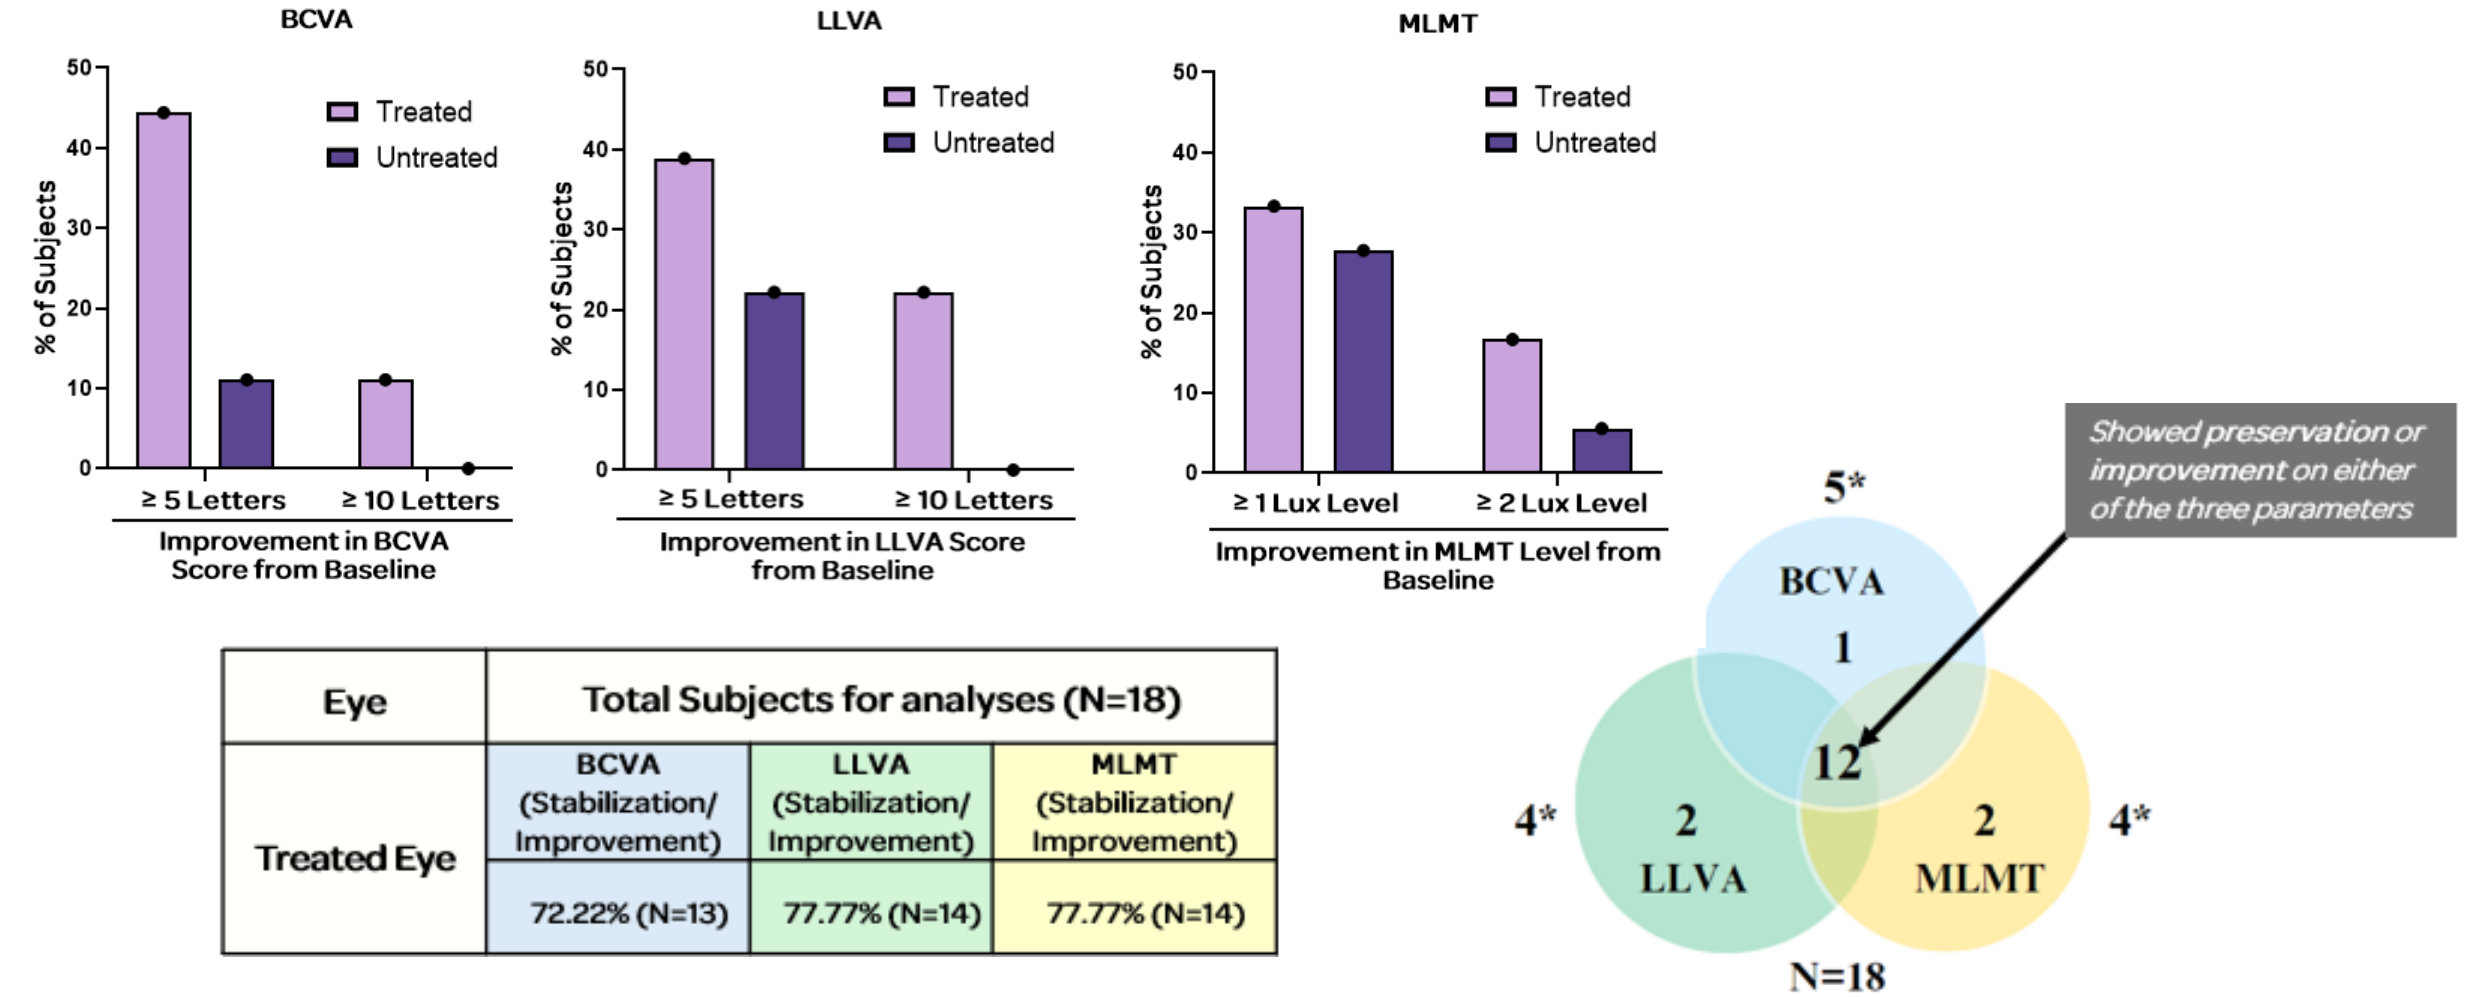 BCVA
50
40
30
20
10
0
% of Subjects
Treated
Untreated
≥ 5 Letters
≥ 10 Letters
Improvement in BCVA
Score from Baseline
LLVA
50
40
30
20
10
0
% of Subjects
Treated
Untreated
≥ 5 Letters
≥ 10 Letters
Improvement in LLVA Score
from Baseline
MLMT
50
40
30
20
10
0
% of Subjects
Treated
Untreated
≥ 1 Lux Level
≥ 2 Lux Level
Improvement in MLMT Level from
Baseline
Eye
Total Subjects for analyses (N=18)
Treated Eye
BCVA
(Stabilization/
Improvement)
LLVA
(Stabilization/
Improvement)
MLMT
(Stabilization/
Improvement)
72.22% (N=13)
77.77% (N=14)
77.77% (N=14)
Showed preservation or
improvement on either
of the three parameters
5*
BCVA
1
12
4*
2
LLVA
2
MLMT
4*
N=18